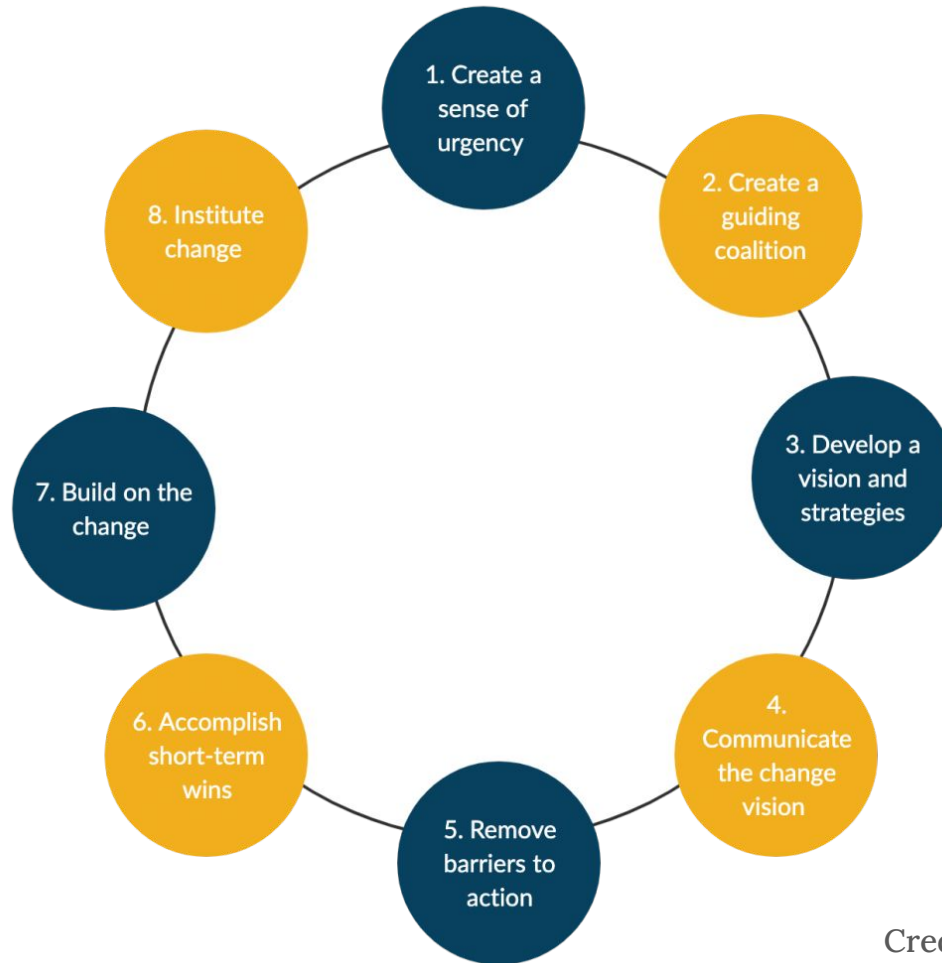 1. Create a
sense of
urgency
2. Create a
guiding
coalition
3. Develop a
vision and
strategies
4.
Communicate
the change
vision
5. Remove
barriers to
action
6. Accomplish
short-term
wins
7. Build on the
change
8. Institute
change